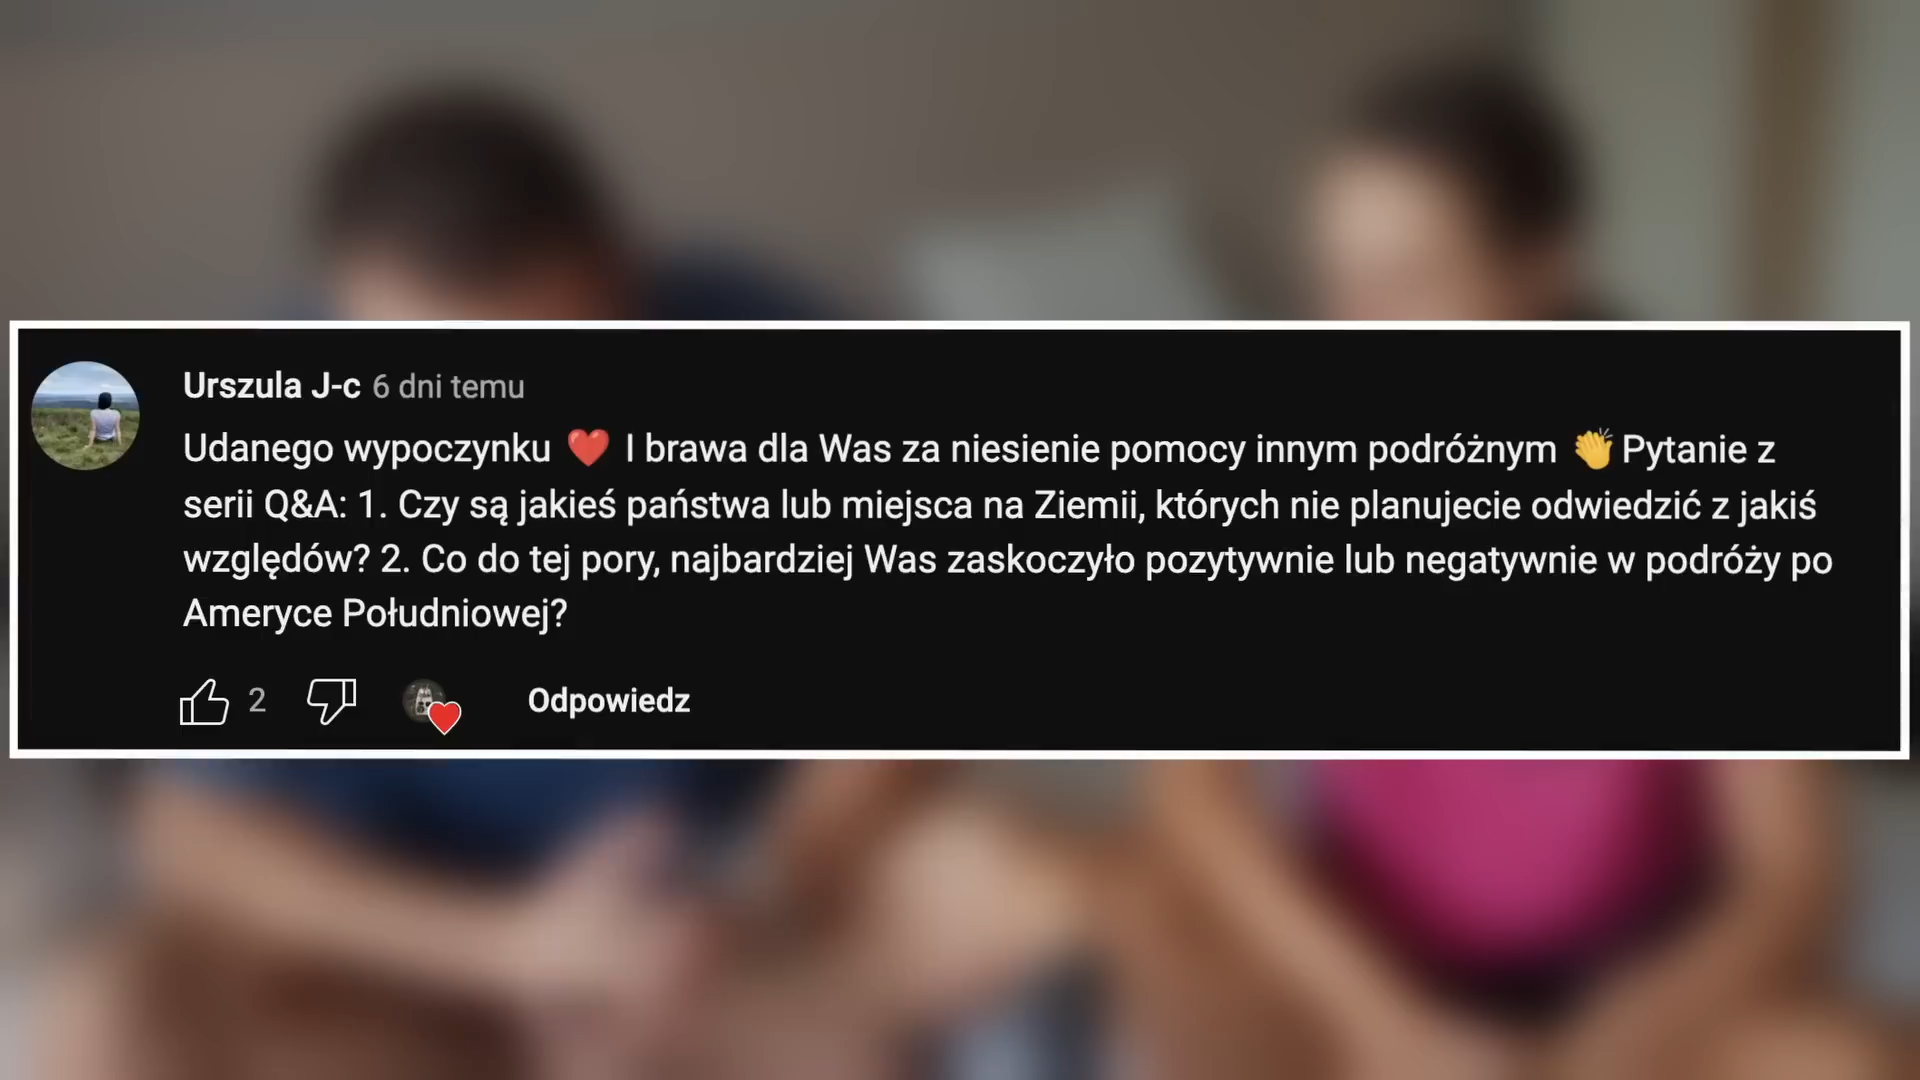 Urszula J-c 6 dni temu
Udanego wypoczynku ❤️ I brawa dla Was za niesienie pomocy innym podróżnym 👏 Pytanie z
serii Q&A: 1. Czy są jakieś państwa lub miejsca na Ziemii, których nie planujecie odwiedzić z jakiś
względów? 2. Co do tej pory, najbardziej Was zaskoczyło pozytywnie lub negatywnie w podróży po
Ameryce Południowej?
2 Odpowiedz